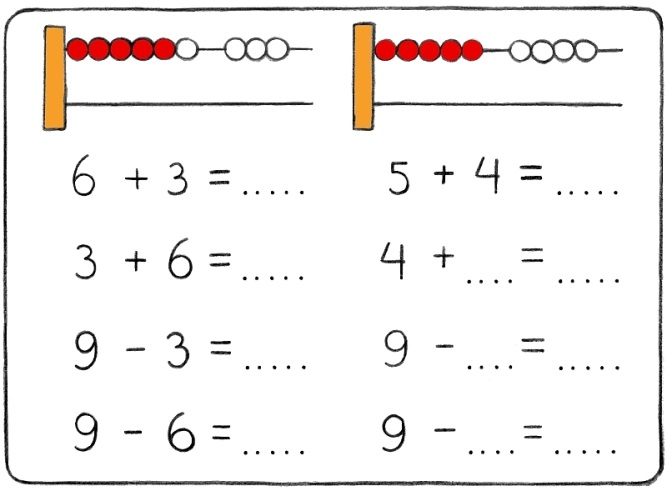 6 + 3 = ..... 5 + 4 = .....
3 + 6 = ..... 4 + .... = .....
9 - 3 = ..... 9 - .... = .....
9 - 6 = ..... 9 - .... = .....